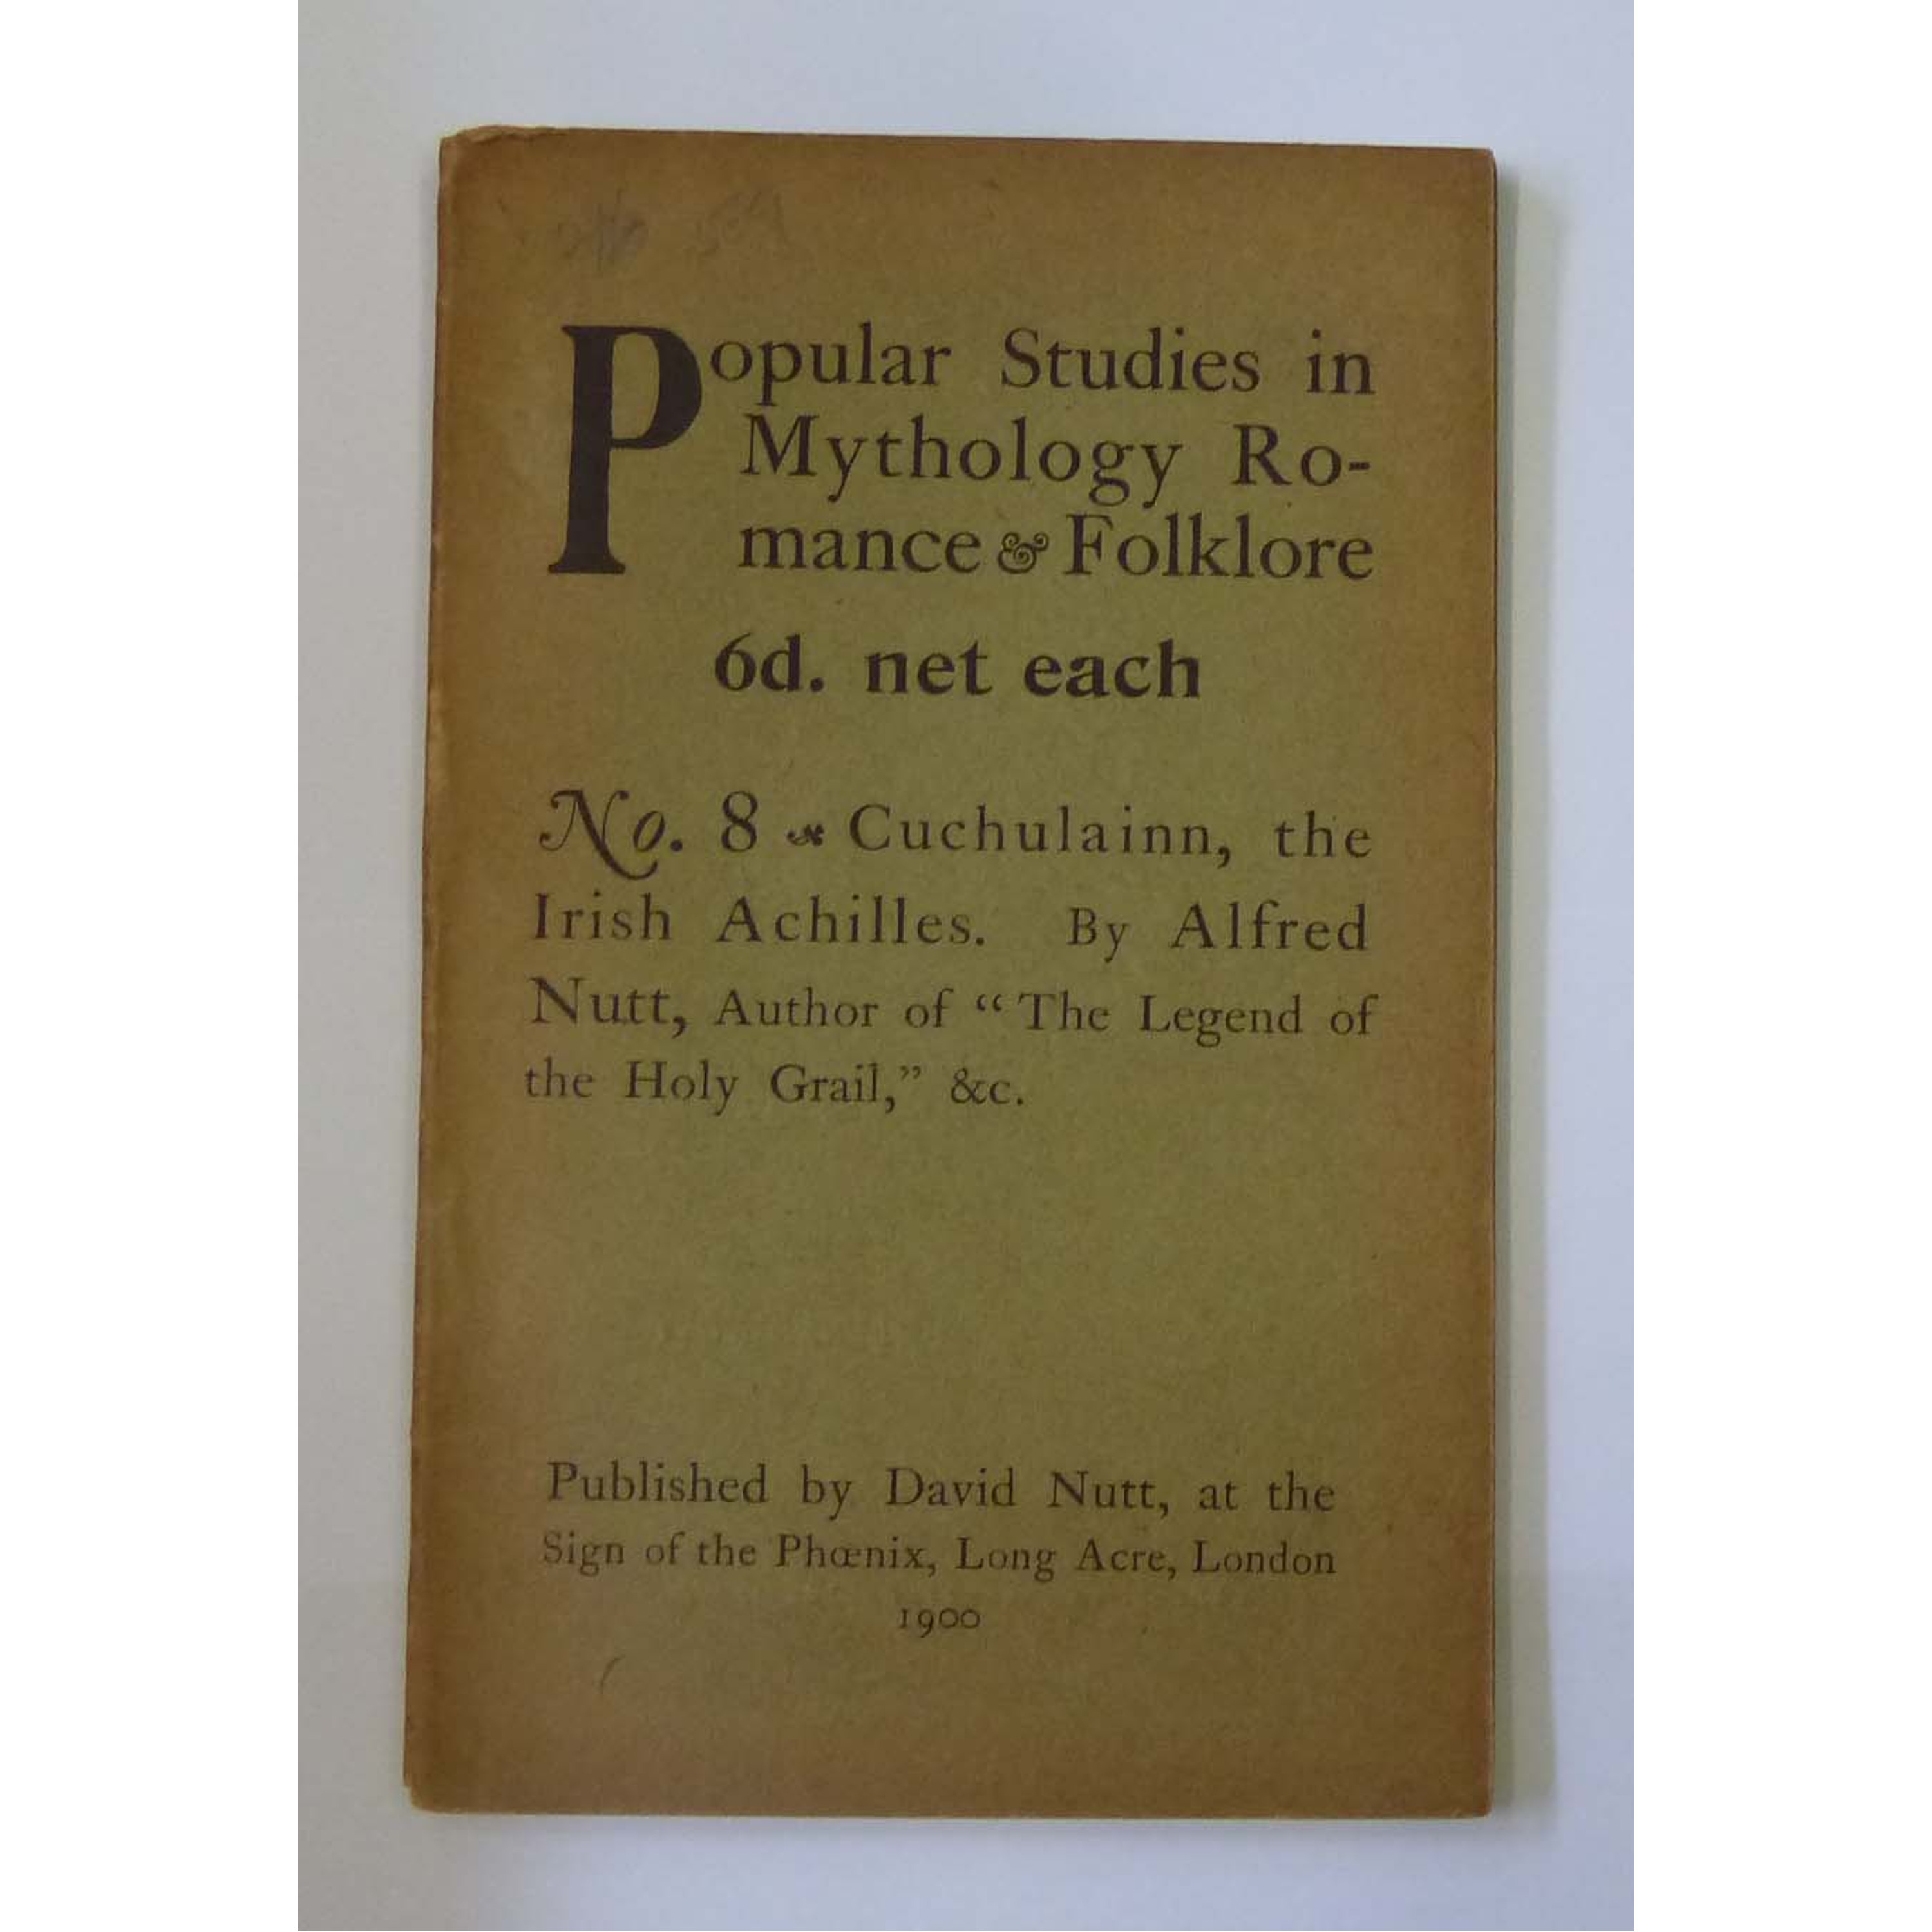 Popular Studies in
Mythology Ro-
mance & Folklore
6d. net each
No. 8 Cuchulainn, the
Irish Achilles. By Alfred
Nutt, Author of “The Legend of
the Holy Grail,” &c.
Published by David Nutt, at the
Sign of the Phœnix, Long Acre, London
1900